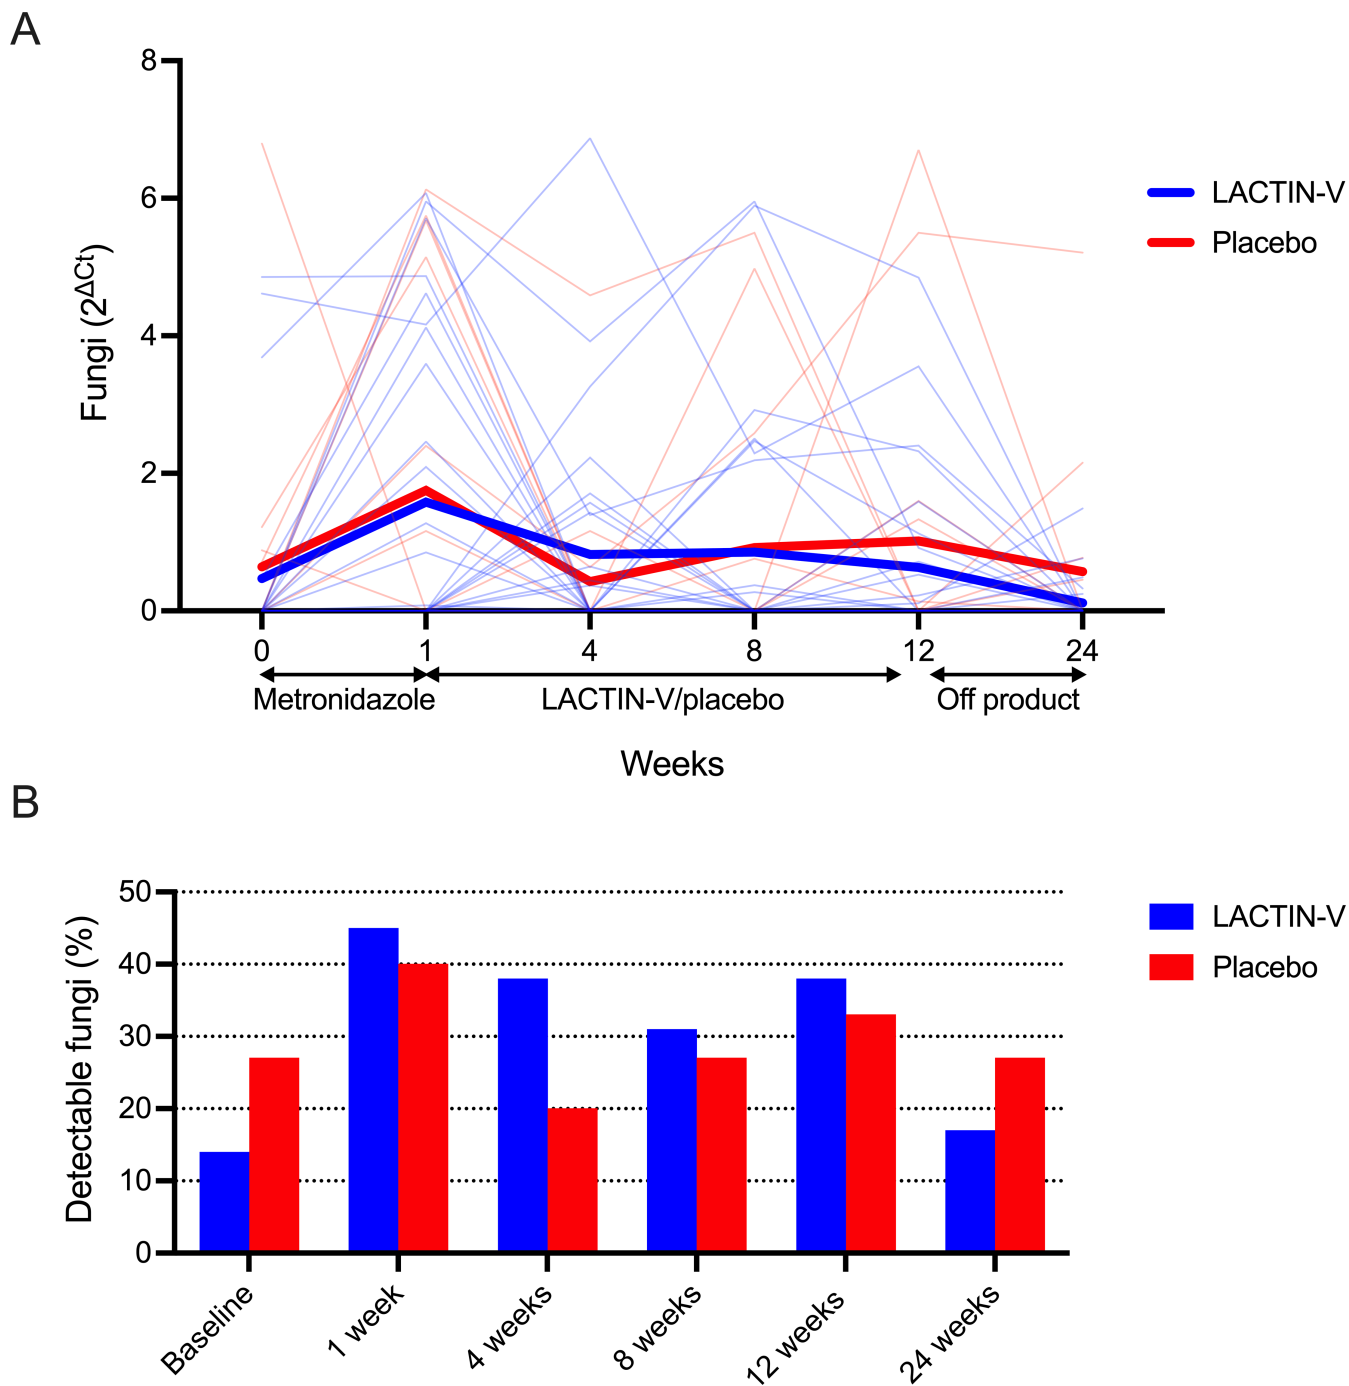 A
8
6
4
2
0
Fungi (2^ΔCt)
LACTIN-V
Placebo
0 1 4 8 12 24
Metronidazole LACTIN-V/placebo Off product
Weeks
B
50
40
30
20
10
0
Detectable fungi (%)
LACTIN-V
Placebo
Baseline 1 week 4 weeks 8 weeks 12 weeks 24 weeks